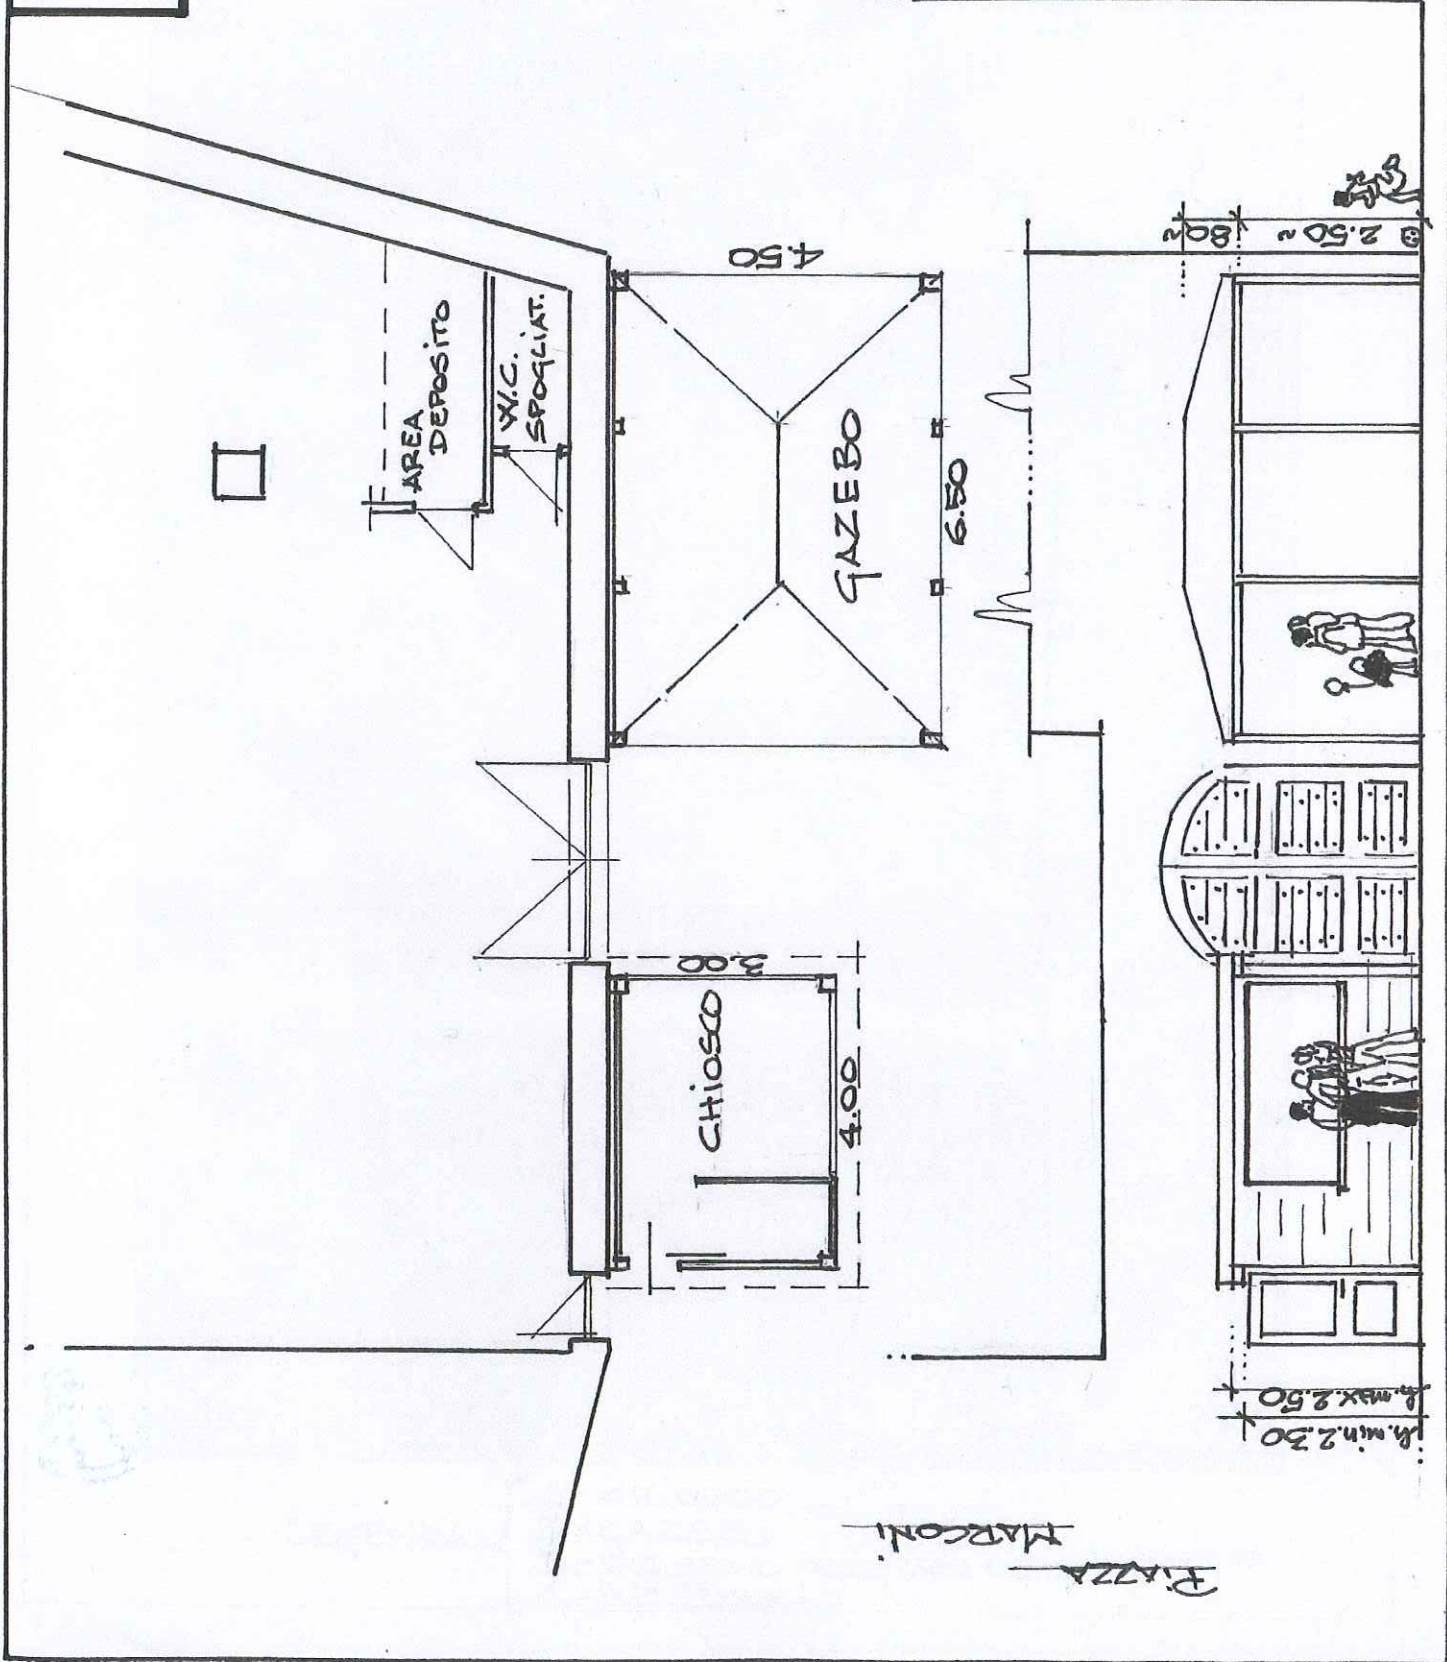 AREA
DEPOSITO
W.C.
SPOGLIAT.
4.50
GAZEBO
6.50
3.00
CHIOSCO
4.00
80 ~
2.50 ~
h. max. 2.50
h. min. 2.30
PIAZZA
MARCONI